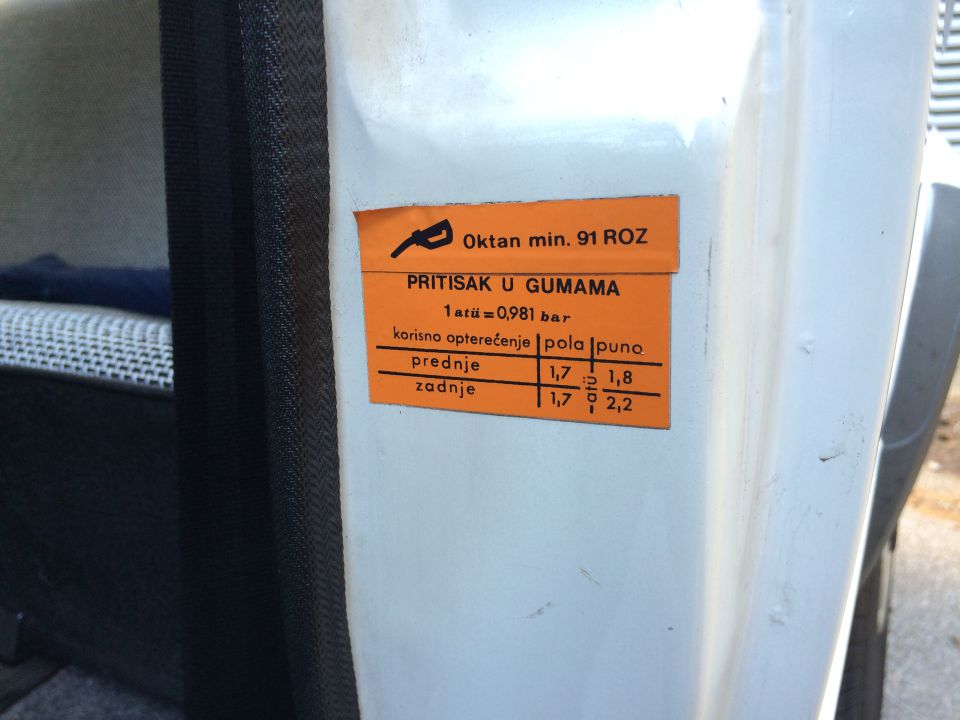 Oktan min. 91 ROZ
PRITISAK U GUMAMA
1 atü = 0,981 bar
korisno opterećenje pola puno
prednje 1,7 1,8
zadnje 1,7 2,2
atü